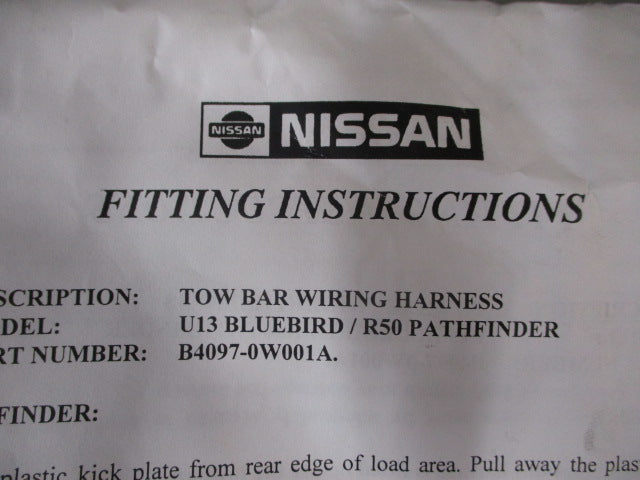 NISSAN NISSAN
FITTING INSTRUCTIONS
SCRIPTION: TOW BAR WIRING HARNESS
DEL: U13 BLUEBIRD / R50 PATHFINDER
RT NUMBER: B4097-0W001A.
FINDER:
plastic kick plate from rear edge of load area. Pull away the plas